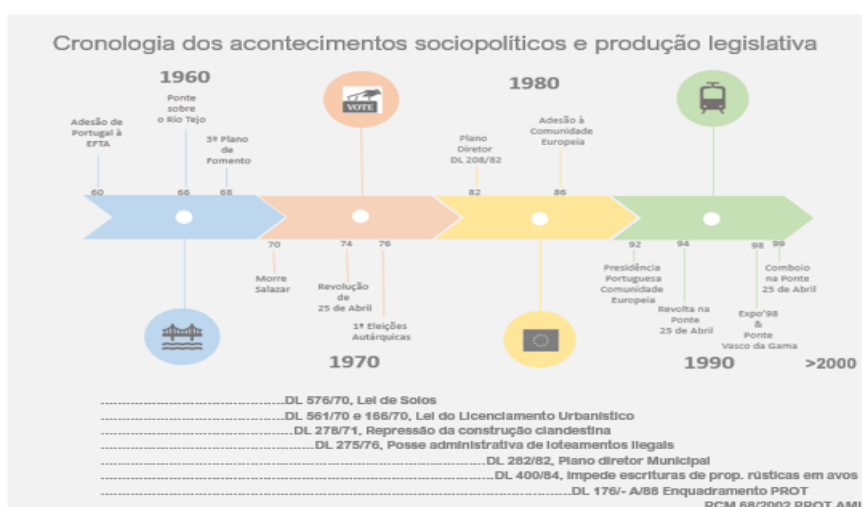 Cronologia dos acontecimentos sociopolíticos e produção legislativa
1960
Ponte
sobre
o Rio Tejo
Adesão de
Portugal à
EFTA
3º Plano
de
Fomento
VOTE
1980
Plano
Diretor
DL 208/82
Adesão à
Comunidade
Europeia
60
66
68
82
86
70
74
76
92
94
98
99
Morre
Salazar
Revolução
de
25 de Abril
1ª Eleições
Autárquicas
1970
Presidência
Portuguesa
Comunidade
Europeia
Revolta na
Ponte
25 de Abril
Expo'98
&
Ponte
Vasco da Gama
Comboio
na Ponte
25 de Abril
1990
>2000
DL 576/70, Lei de Solos
DL 561/70 e 166/70, Lei do Licenciamento Urbanístico
DL 278/71, Repressão da construção clandestina
DL 275/76, Posse administrativa de loteamentos ilegais
DL 282/82, Plano diretor Municipal
DL 400/84, Impede escrituras de prop. rústicas em avos
DL 176/- A/88 Enquadramento PROT
RCM 68/2002 PROT AML